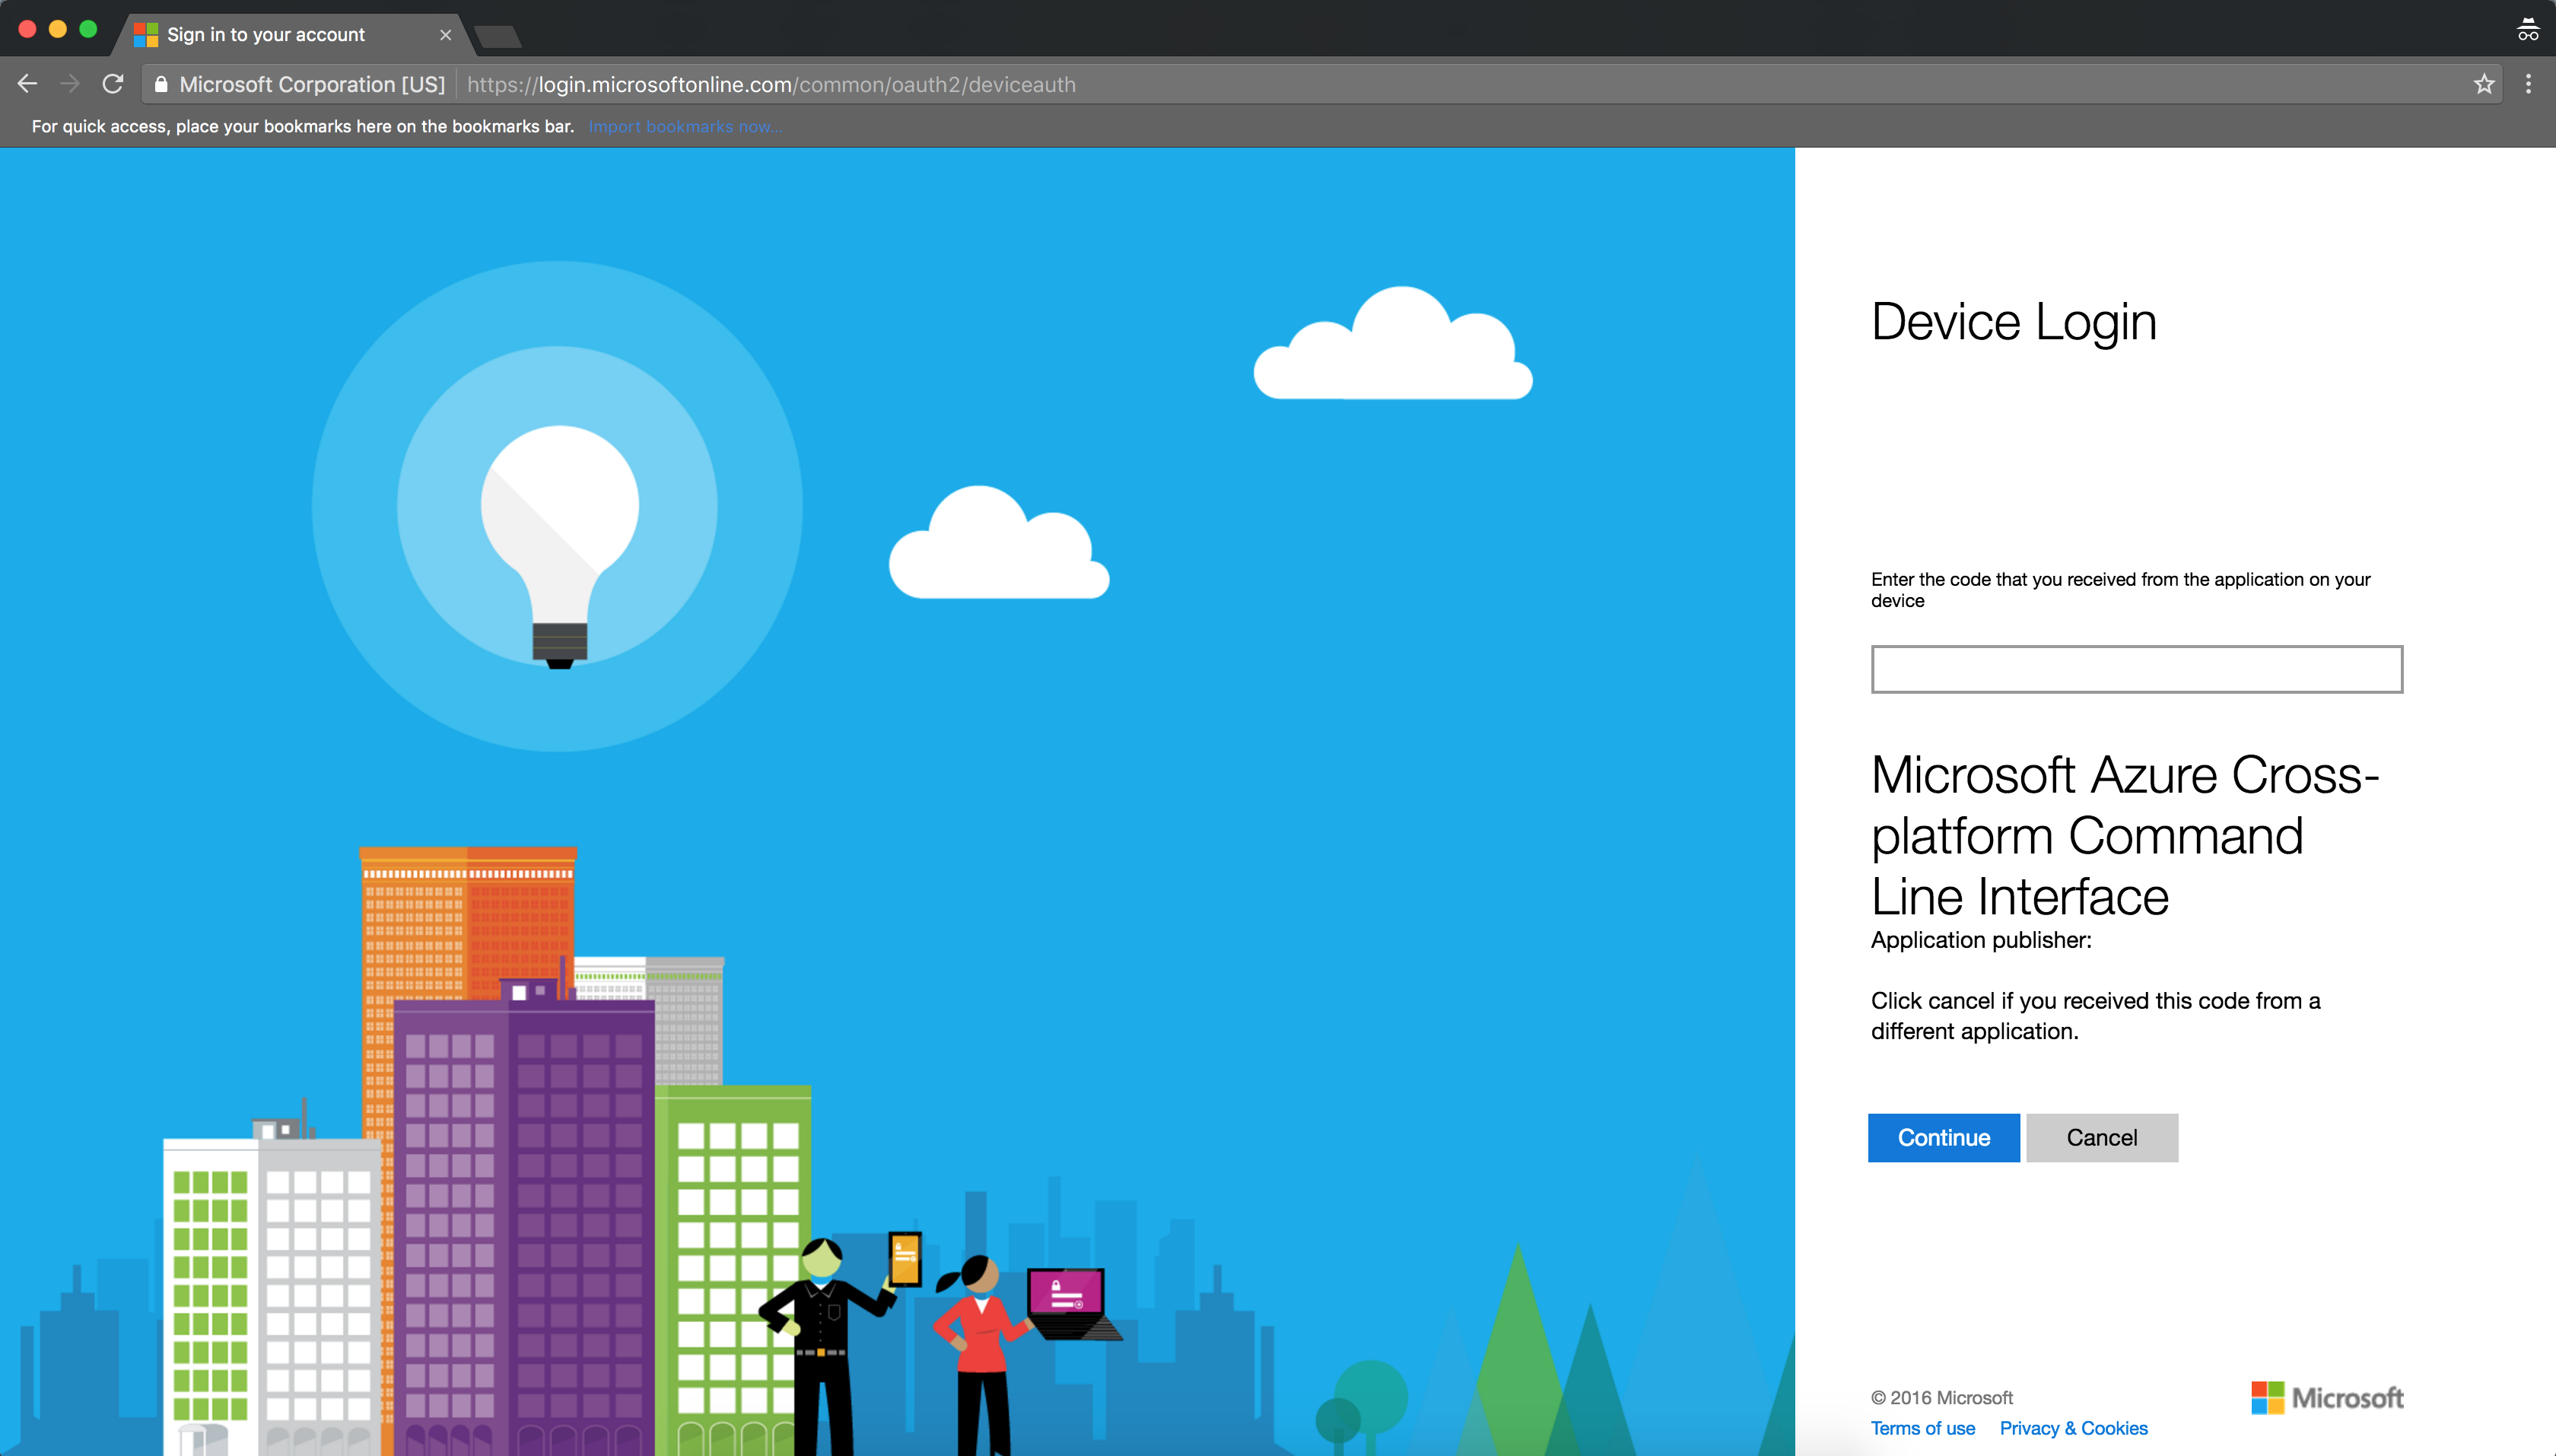 Sign in to your account
Microsoft Corporation [US] https://login.microsoftonline.com/common/oauth2/deviceauth
For quick access, place your bookmarks here on the bookmarks bar. Import bookmarks now...
Device Login
Enter the code that you received from the application on your
device
Microsoft Azure Cross-
platform Command
Line Interface
Application publisher:
Click cancel if you received this code from a
different application.
Continue Cancel
© 2016 Microsoft
Microsoft
Terms of use Privacy & Cookies